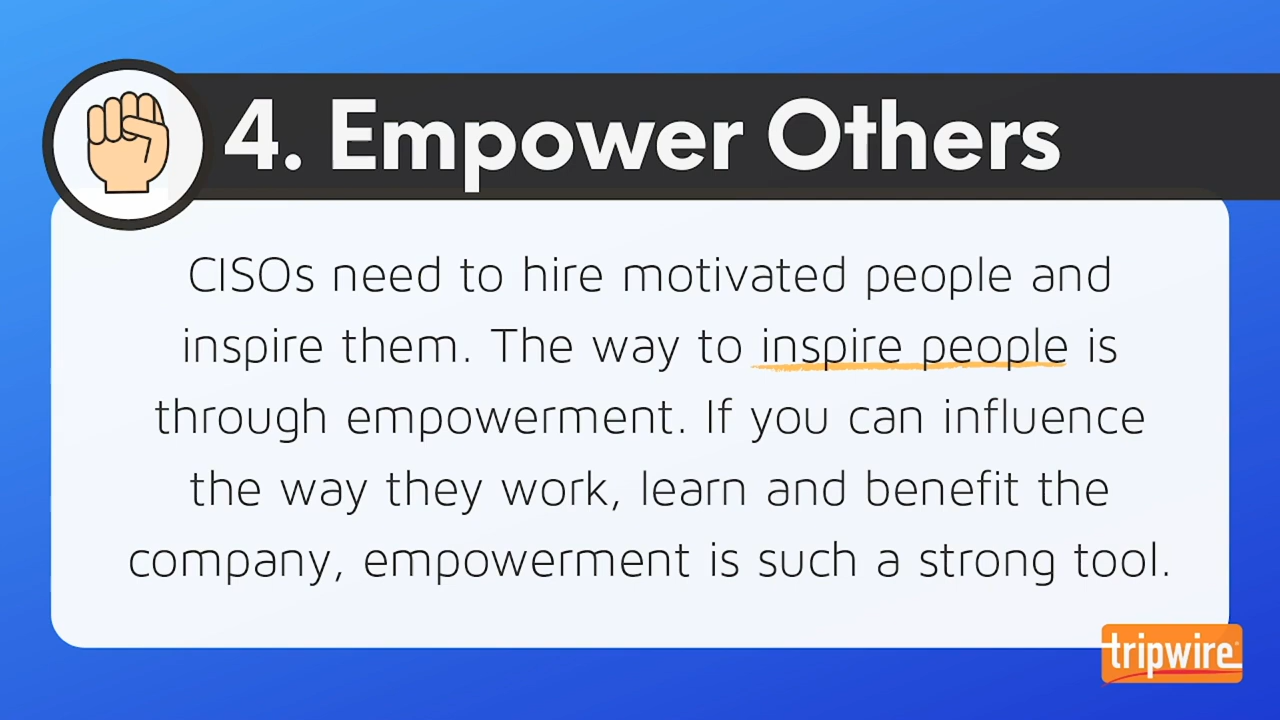 4. Empower Others
CISOs need to hire motivated people and
inspire them. The way to inspire people is
through empowerment. If you can influence
the way they work, learn and benefit the
company, empowerment is such a strong tool.
tripwire®